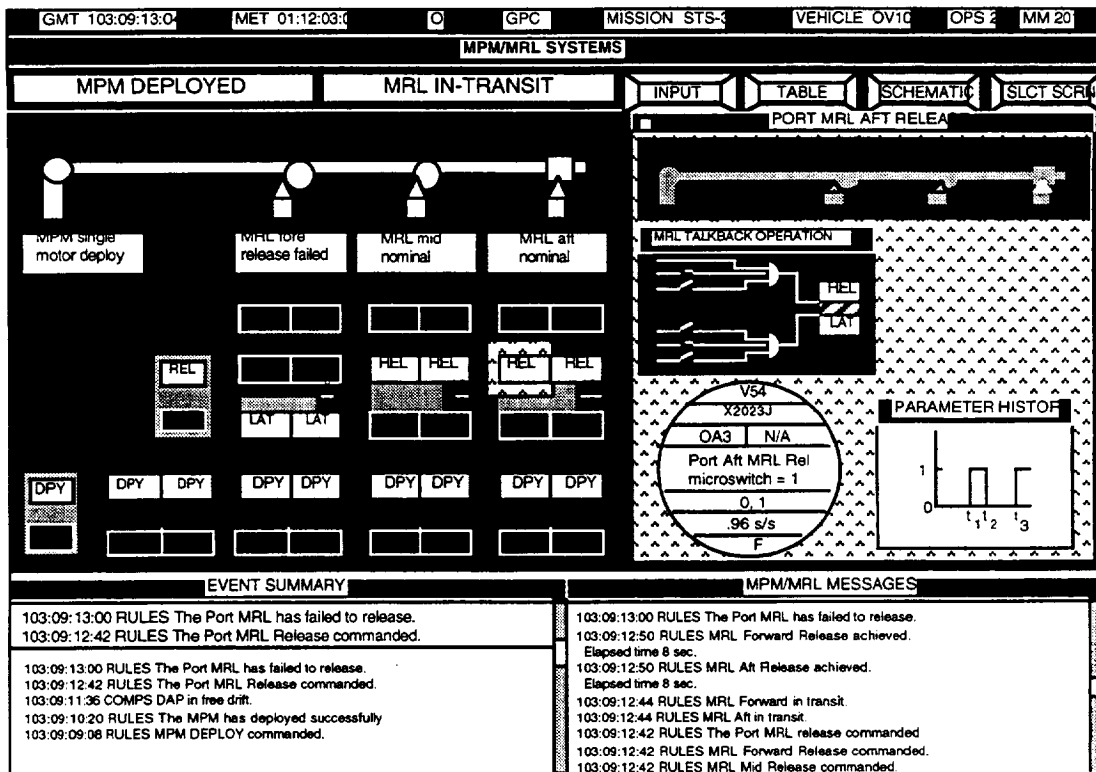 GMT 103:09:13:04 MET 01:12:03:0 O GPC MISSION STS-3 VEHICLE OV10 OPS 2 MM 20
MPM/MRL SYSTEMS
MPM DEPLOYED MRL IN-TRANSIT INPUT TABLE SCHEMATIC SLCT SCRN
PORT MRL AFT RELEA
MPM single
motor deploy
MRL fore
release failed
MRL mid
nominal
MRL aft
nominal
MRL TALKBACK OPERATION
REL
LAT
REL
REL REL
REL REL
LAT LAT
DPY
DPY DPY
DPY DPY
DPY DPY
DPY DPY
V54
X2023J
OA3 N/A
Port Aft MRL Rel
microswitch = 1
0, 1
.96 s/s
F
PARAMETER HISTOR
1
0
t1 t2 t3
EVENT SUMMARY
103:09:13:00 RULES The Port MRL has failed to release.
103:09:12:42 RULES The Port MRL Release commanded.
103:09:13:00 RULES The Port MRL has failed to release.
103:09:12:42 RULES The Port MRL Release commanded.
103:09:11:36 COMPS DAP in free drift.
103:09:10:20 RULES The MPM has deployed successfully
103:09:09:08 RULES MPM DEPLOY commanded.
MPM/MRL MESSAGES
103:09:13:00 RULES The Port MRL has failed to release.
103:09:12:50 RULES MRL Forward Release achieved.
Elapsed time 8 sec.
103:09:12:50 RULES MRL Aft Release achieved.
Elapsed time 8 sec.
103:09:12:44 RULES MRL Forward in transit.
103:09:12:44 RULES MRL Aft in transit.
103:09:12:42 RULES The Port MRL release commanded
103:09:12:42 RULES MRL Forward Release commanded.
103:09:12:42 RULES MRL Mid Release commanded.